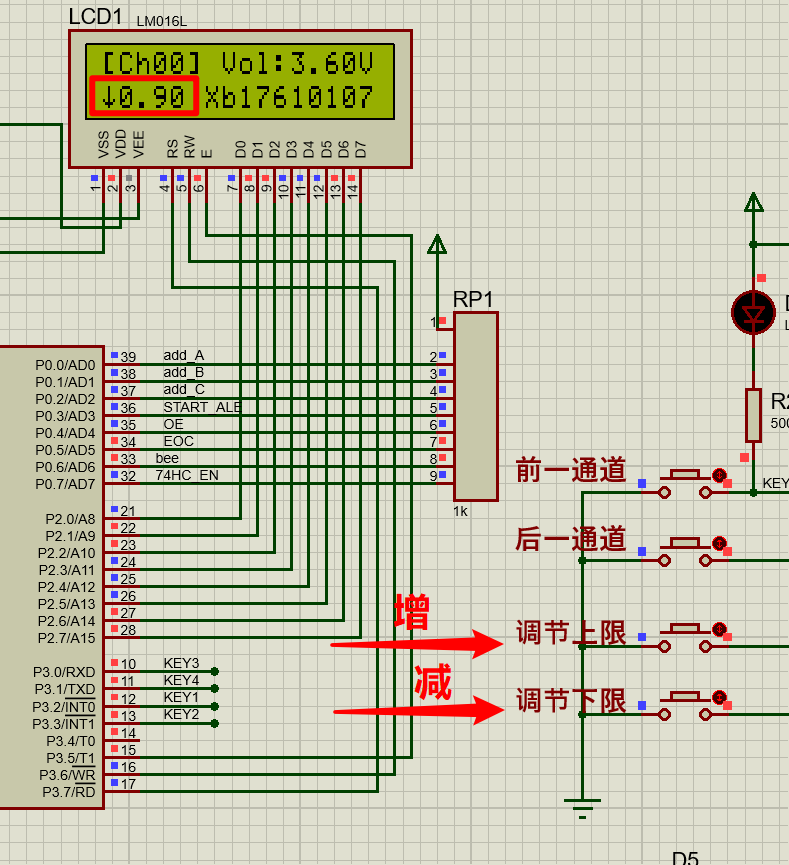 LCD1
LM016L
[Ch00] Vol:3.60V
↓0.90 Xb17610107
VSS
VDD
VEE
RS
RW
E
D0
D1
D2
D3
D4
D5
D6
D7
1
2
3
4
5
6
7
8
9
10
11
12
13
14
RP1
1
P0.0/AD0 39 add_A 2
P0.1/AD1 38 add_B 3
P0.2/AD2 37 add_C 4
P0.3/AD3 36 START_ALE 5
P0.4/AD4 35 OE 6
P0.5/AD5 34 EOC 7
P0.6/AD6 33 bee 8
P0.7/AD7 32 74HC_EN 9
1k
P2.0/A8 21
P2.1/A9 22
P2.2/A10 23
P2.3/A11 24
P2.4/A12 25
P2.5/A13 26
P2.6/A14 27
P2.7/A15 28
P3.0/RXD 10 KEY3
P3.1/TXD 11 KEY4
P3.2/INT0 12 KEY1
P3.3/INT1 13 KEY2
P3.4/T0 14
P3.5/T1 15
P3.6/WR 16
P3.7/RD 17
前一通道
KEY
后一通道
增
调节上限
减
调节下限
D5